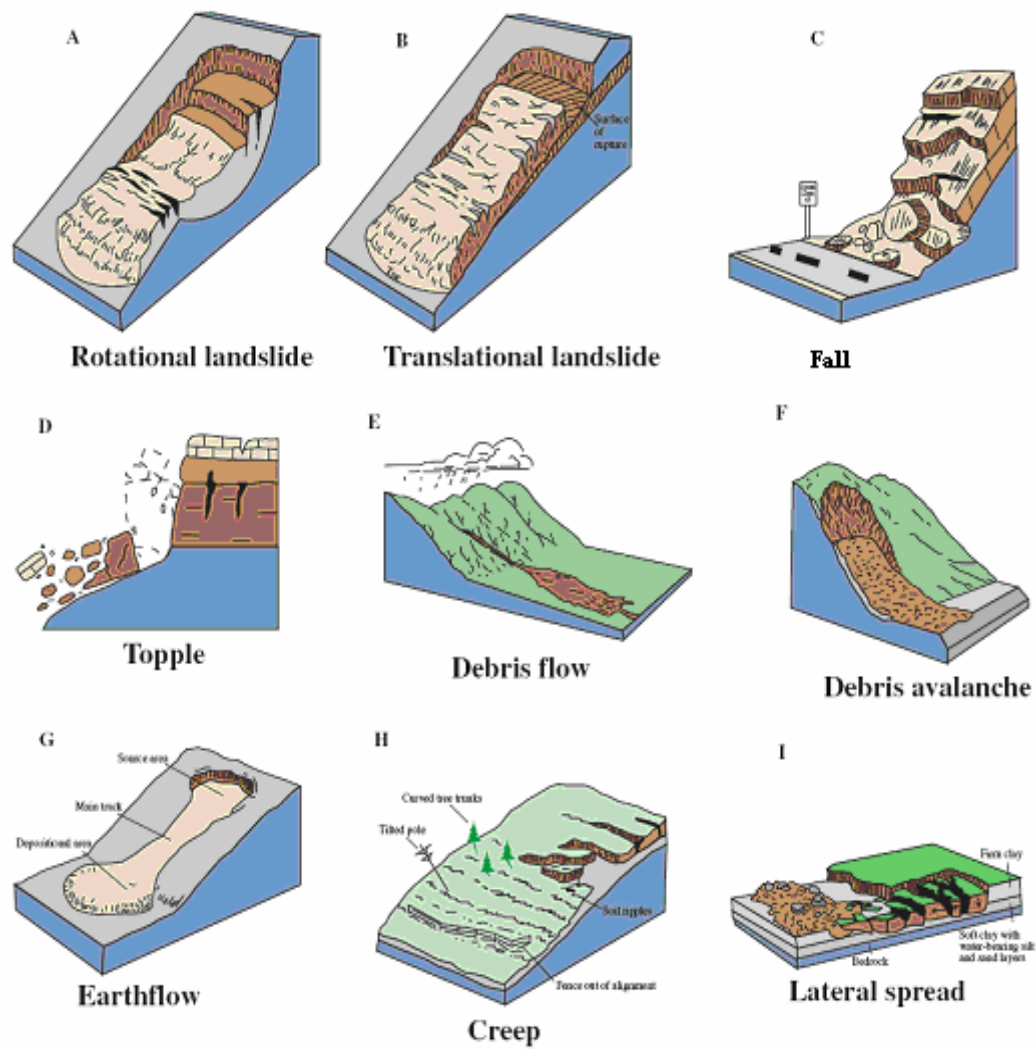 A
B
C
Surface
of
rupture
Toe
Rotational landslide
Translational landslide
Fall
D
E
F
Topple
Debris flow
Debris avalanche
G
H
I
Source area
Main track
Depositional area
Curved tree trunks
Tilted pole
Soil ripples
Fence out of alignment
Firm clay
Soft clay with
water-bearing silt
and sand layers
Bedrock
Earthflow
Creep
Lateral spread